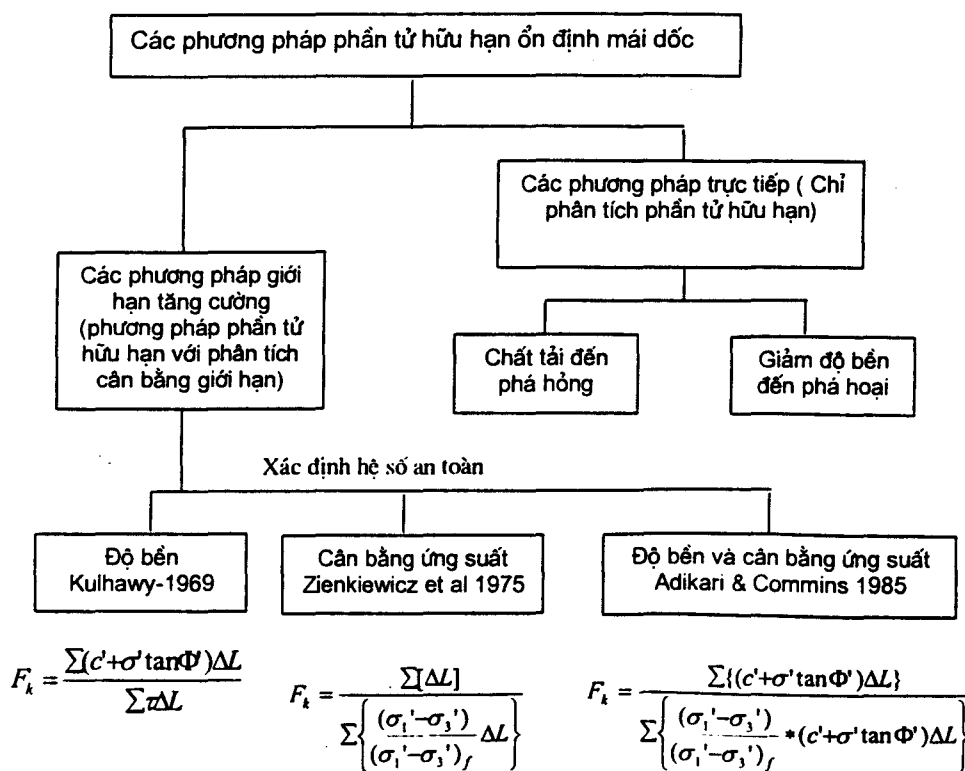 Các phương pháp phần tử hữu hạn ổn định mái dốc
Các phương pháp trực tiếp ( Chỉ
phân tích phần tử hữu hạn)
Các phương pháp giới
hạn tăng cường
(phương pháp phần tử
hữu hạn với phân tích
cân bằng giới hạn)
Chất tải đến
phá hỏng
Giảm độ bền
đến phá hoại
Xác định hệ số an toàn
Độ bền
Kulhawy-1969
Cân bằng ứng suất
Zienkiewicz et al 1975
Độ bền và cân bằng ứng suất
Adikari & Commins 1985
F_k = Σ(c'+σ' tanΦ')ΔL / ΣτΔL
F_k = Σ[ΔL] / Σ{(σ₁'−σ₃')/(σ₁'−σ₃')_f ΔL}
F_k = Σ{(c'+σ' tanΦ')ΔL} / Σ{(σ₁'−σ₃')/(σ₁'−σ₃')_f *(c'+σ' tanΦ')ΔL}